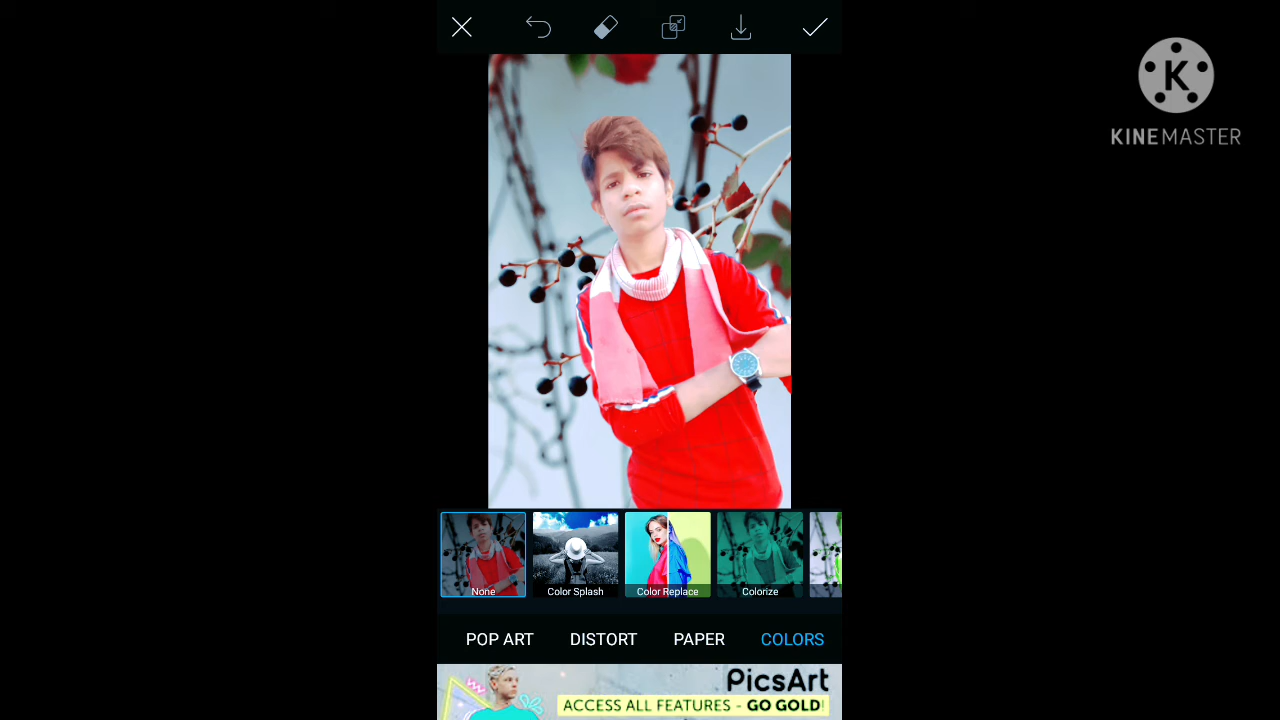 K
KINEMASTER
None
Color Splash
Color Replace
Colorize
POP ART
DISTORT
PAPER
COLORS
PicsArt
ACCESS ALL FEATURES - GO GOLD!